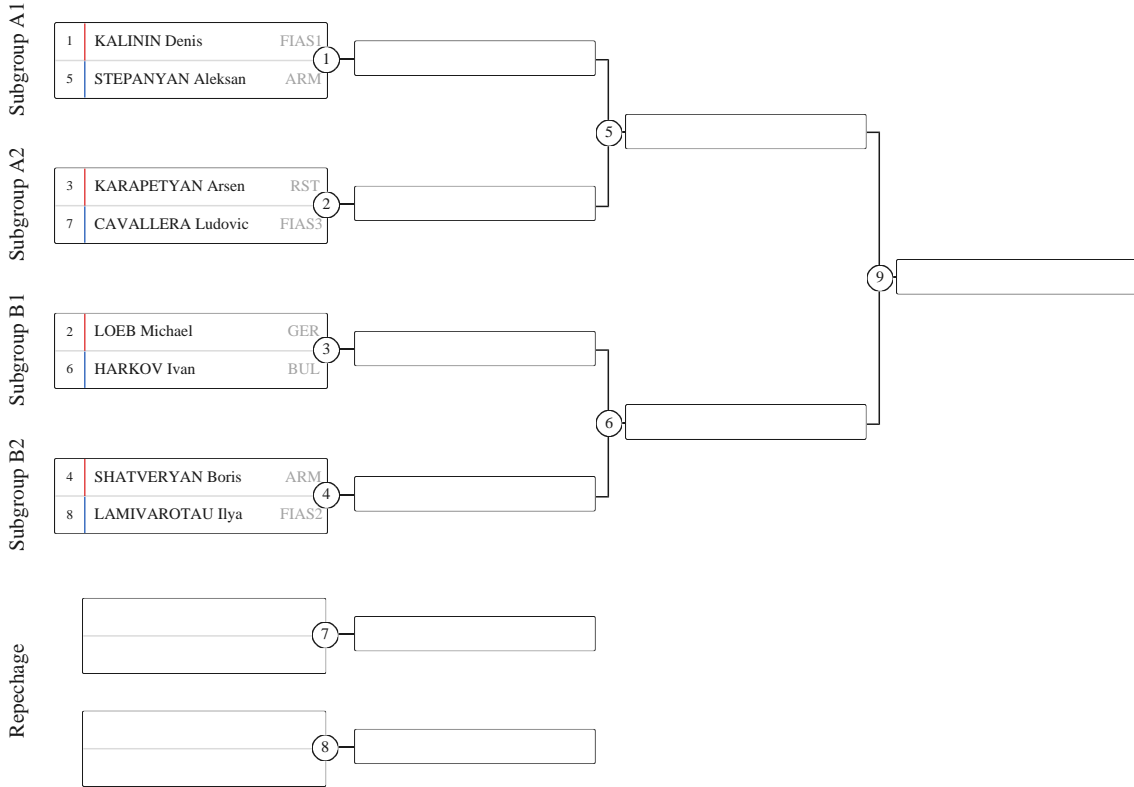 Subgroup A1
1 KALININ Denis FIAS1
5 STEPANYAN Aleksan ARM
1
5
Subgroup A2
3 KARAPETYAN Arsen RST
7 CAVALLERA Ludovic FIAS3
2
9
Subgroup B1
2 LOEB Michael GER
6 HARKOV Ivan BUL
3
6
Subgroup B2
4 SHATVERYAN Boris ARM
8 LAMIVAROTAU Ilya FIAS2
4
Repechage
7
8